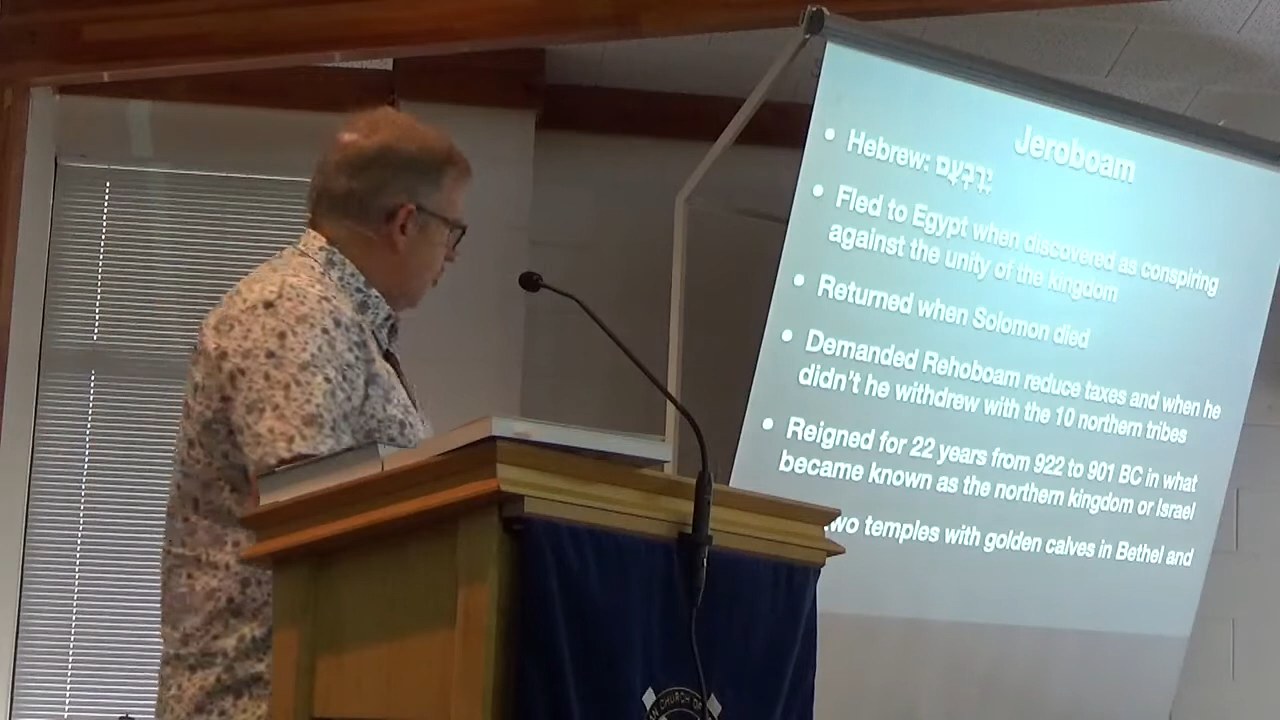 Jeroboam
• Hebrew: יָרָבְעָם
• Fled to Egypt when discovered as conspiring
against the unity of the kingdom
• Returned when Solomon died
• Demanded Rehoboam reduce taxes and when he
didn't he withdrew with the 10 northern tribes
• Reigned for 22 years from 922 to 901 BC in what
became known as the northern kingdom or Israel
temples with golden calves in Bethel and
CHURCH OF